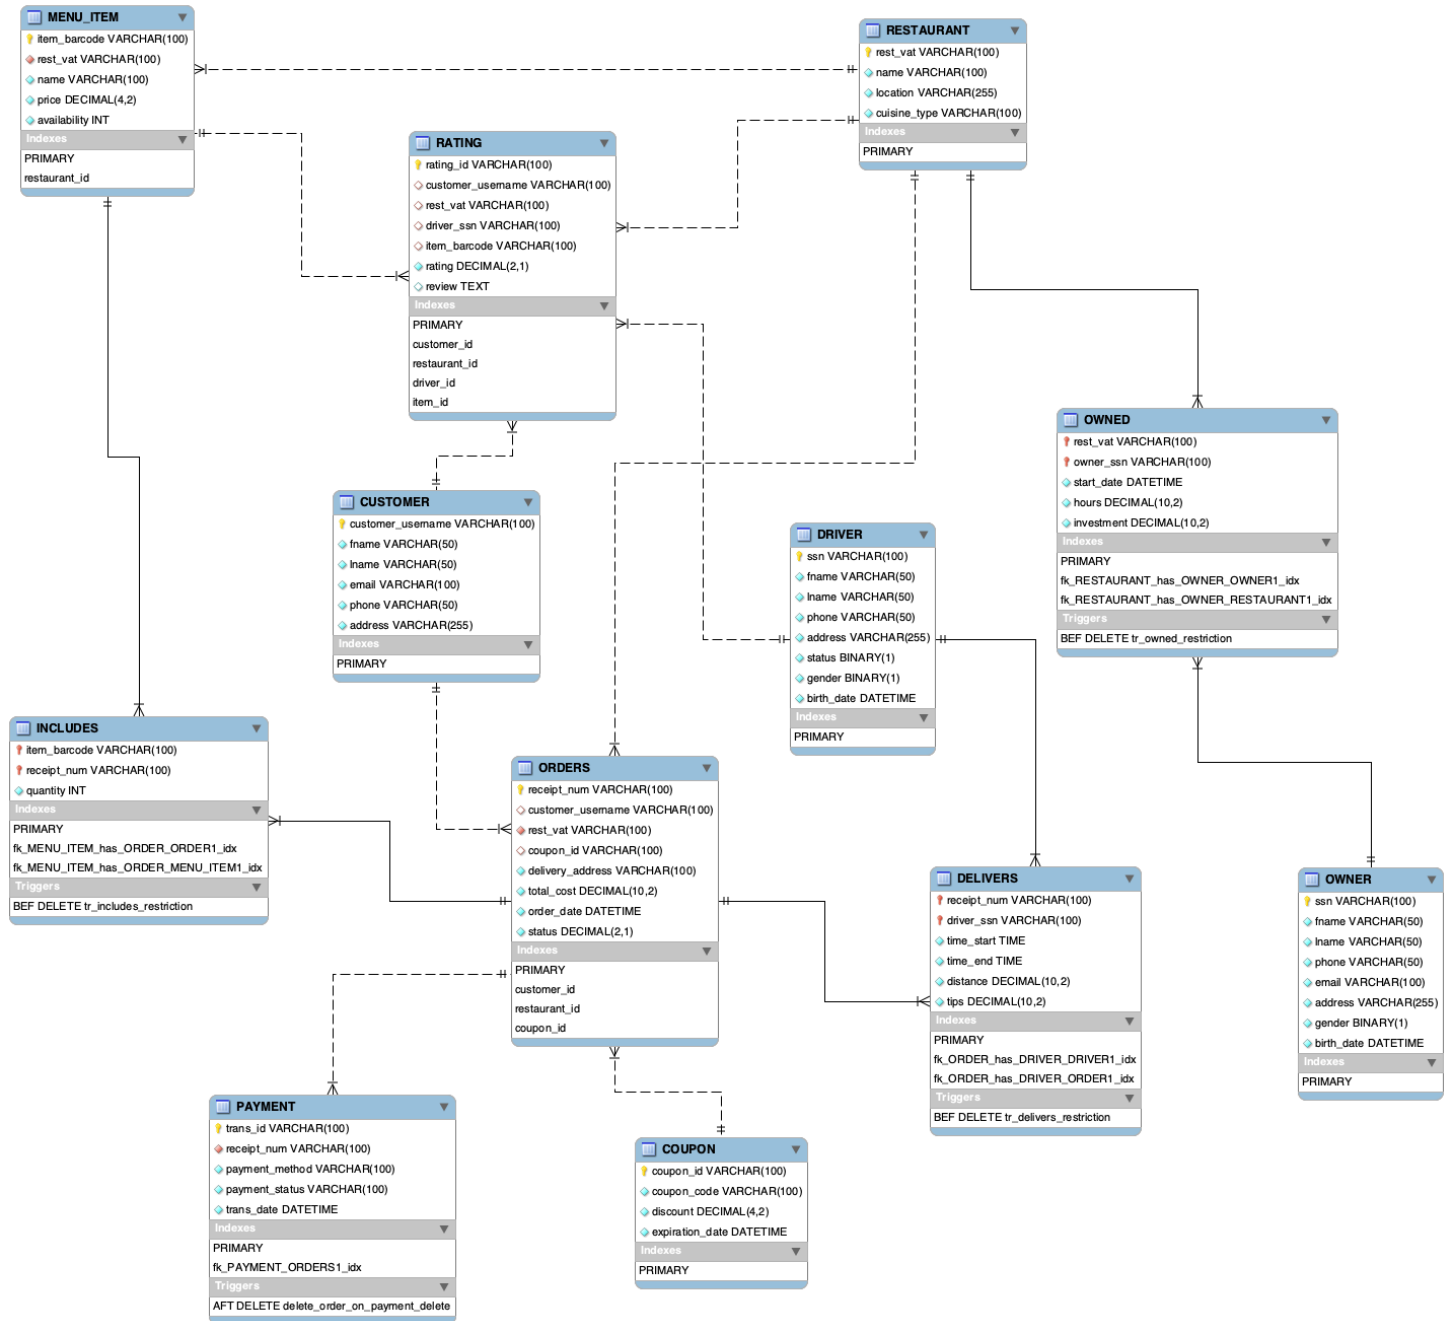 MENU_ITEM
item_barcode VARCHAR(100)
rest_vat VARCHAR(100)
name VARCHAR(100)
price DECIMAL(4,2)
availability INT
Indexes
PRIMARY
restaurant_id
RESTAURANT
rest_vat VARCHAR(100)
name VARCHAR(100)
location VARCHAR(255)
cuisine_type VARCHAR(100)
Indexes
PRIMARY
RATING
rating_id VARCHAR(100)
customer_username VARCHAR(100)
rest_vat VARCHAR(100)
driver_ssn VARCHAR(100)
item_barcode VARCHAR(100)
rating DECIMAL(2,1)
review TEXT
Indexes
PRIMARY
customer_id
restaurant_id
driver_id
item_id
OWNED
rest_vat VARCHAR(100)
owner_ssn VARCHAR(100)
start_date DATETIME
hours DECIMAL(10,2)
investment DECIMAL(10,2)
Indexes
PRIMARY
fk_RESTAURANT_has_OWNER_OWNER1_idx
fk_RESTAURANT_has_OWNER_RESTAURANT1_idx
Triggers
BEF DELETE tr_owned_restriction
CUSTOMER
customer_username VARCHAR(100)
fname VARCHAR(50)
lname VARCHAR(50)
email VARCHAR(100)
phone VARCHAR(50)
address VARCHAR(255)
Indexes
PRIMARY
DRIVER
ssn VARCHAR(100)
fname VARCHAR(50)
lname VARCHAR(50)
phone VARCHAR(50)
address VARCHAR(255)
status BINARY(1)
gender BINARY(1)
birth_date DATETIME
Indexes
PRIMARY
INCLUDES
item_barcode VARCHAR(100)
receipt_num VARCHAR(100)
quantity INT
Indexes
PRIMARY
fk_MENU_ITEM_has_ORDER_ORDER1_idx
fk_MENU_ITEM_has_ORDER_MENU_ITEM1_idx
Triggers
BEF DELETE tr_includes_restriction
ORDERS
receipt_num VARCHAR(100)
customer_username VARCHAR(100)
rest_vat VARCHAR(100)
coupon_id VARCHAR(100)
delivery_address VARCHAR(100)
total_cost DECIMAL(10,2)
order_date DATETIME
status DECIMAL(2,1)
Indexes
PRIMARY
customer_id
restaurant_id
coupon_id
DELIVERS
receipt_num VARCHAR(100)
driver_ssn VARCHAR(100)
time_start TIME
time_end TIME
distance DECIMAL(10,2)
tips DECIMAL(10,2)
Indexes
PRIMARY
fk_ORDER_has_DRIVER_DRIVER1_idx
fk_ORDER_has_DRIVER_ORDER1_idx
Triggers
BEF DELETE tr_delivers_restriction
OWNER
ssn VARCHAR(100)
fname VARCHAR(50)
lname VARCHAR(50)
phone VARCHAR(50)
email VARCHAR(100)
address VARCHAR(255)
gender BINARY(1)
birth_date DATETIME
Indexes
PRIMARY
PAYMENT
trans_id VARCHAR(100)
receipt_num VARCHAR(100)
payment_method VARCHAR(100)
payment_status VARCHAR(100)
trans_date DATETIME
Indexes
PRIMARY
fk_PAYMENT_ORDERS1_idx
Triggers
AFT DELETE delete_order_on_payment_delete
COUPON
coupon_id VARCHAR(100)
coupon_code VARCHAR(100)
discount DECIMAL(4,2)
expiration_date DATETIME
Indexes
PRIMARY